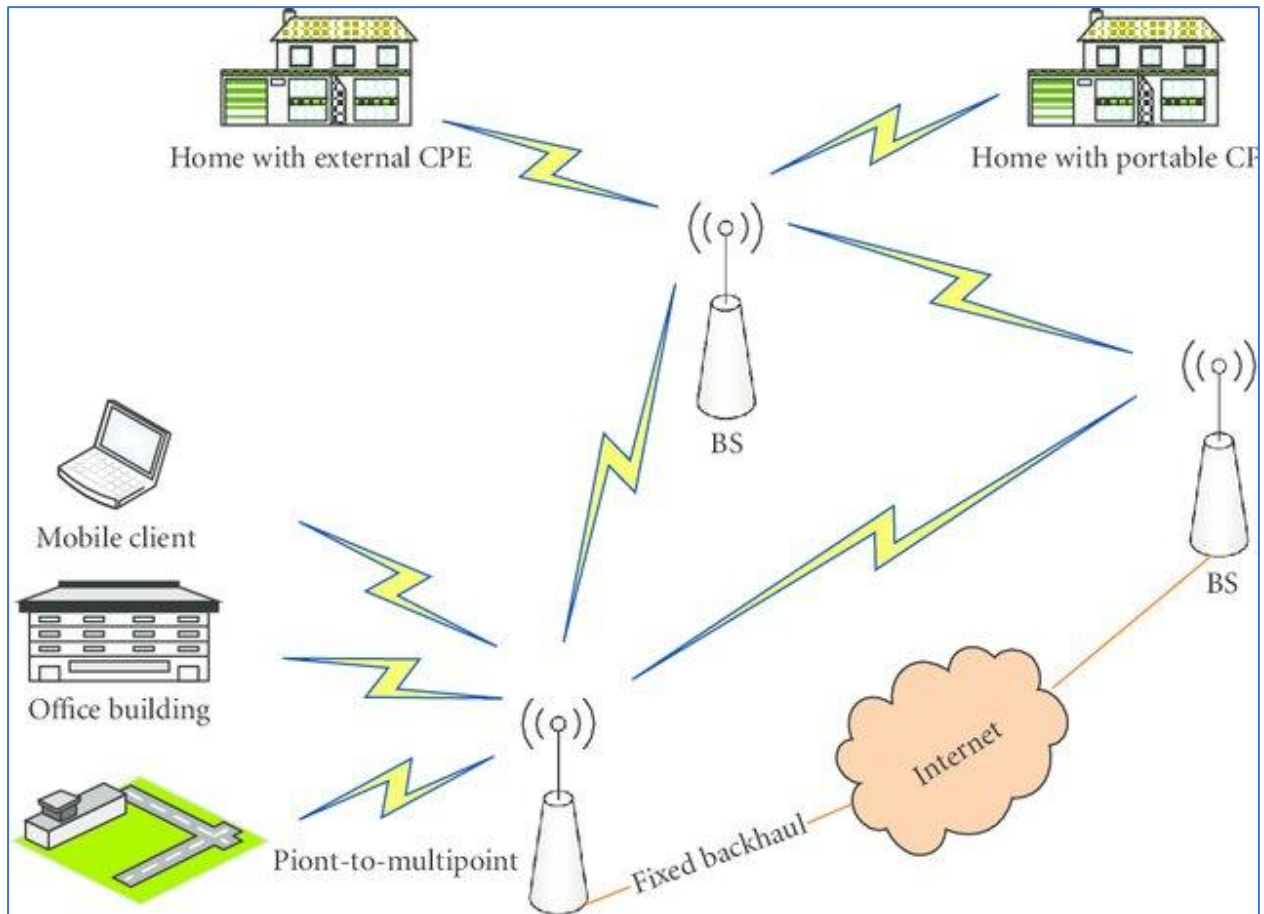 Home with external CPE
Home with portable CP
BS
Mobile client
BS
Office building
Internet
Piont-to-multipoint
Fixed backhaul